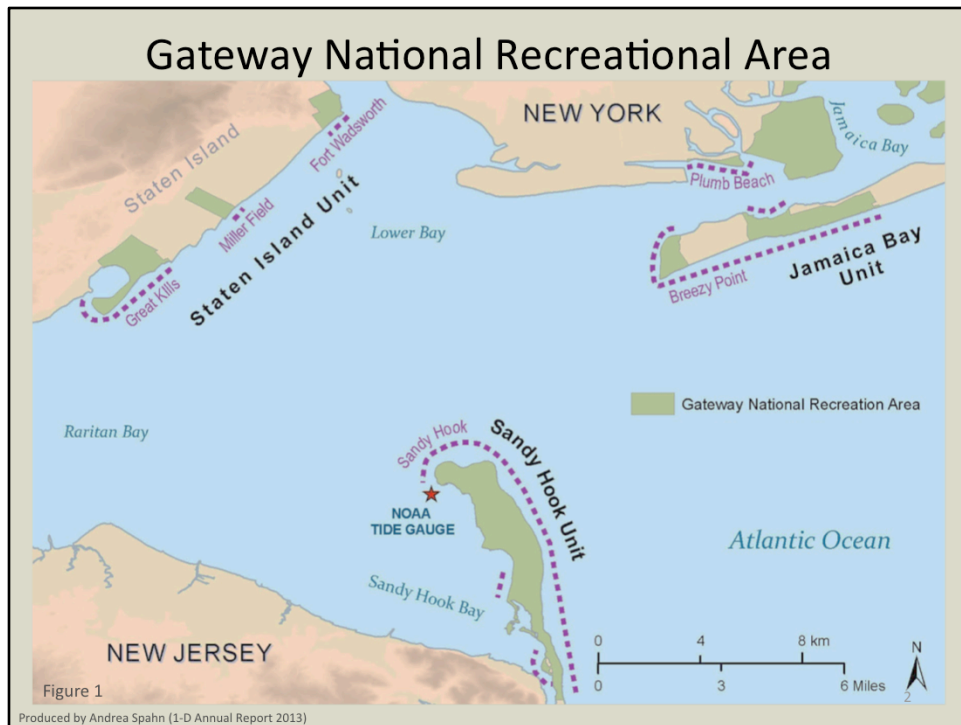 Gateway National Recreational Area
NEW YORK
Jamaica Bay
Staten Island
Fort Wadsworth
Plumb Beach
Miller Field
Staten Island Unit
Lower Bay
Great Kills
Breezy Point
Jamaica Bay
Unit
Gateway National Recreation Area
Raritan Bay
Sandy Hook
Sandy Hook Unit
NOAA
TIDE GAUGE
Atlantic Ocean
Sandy Hook Bay
NEW JERSEY
0 4 8 km
0 3 6 Miles
N
2
Figure 1
Produced by Andrea Spahn (1-D Annual Report 2013)